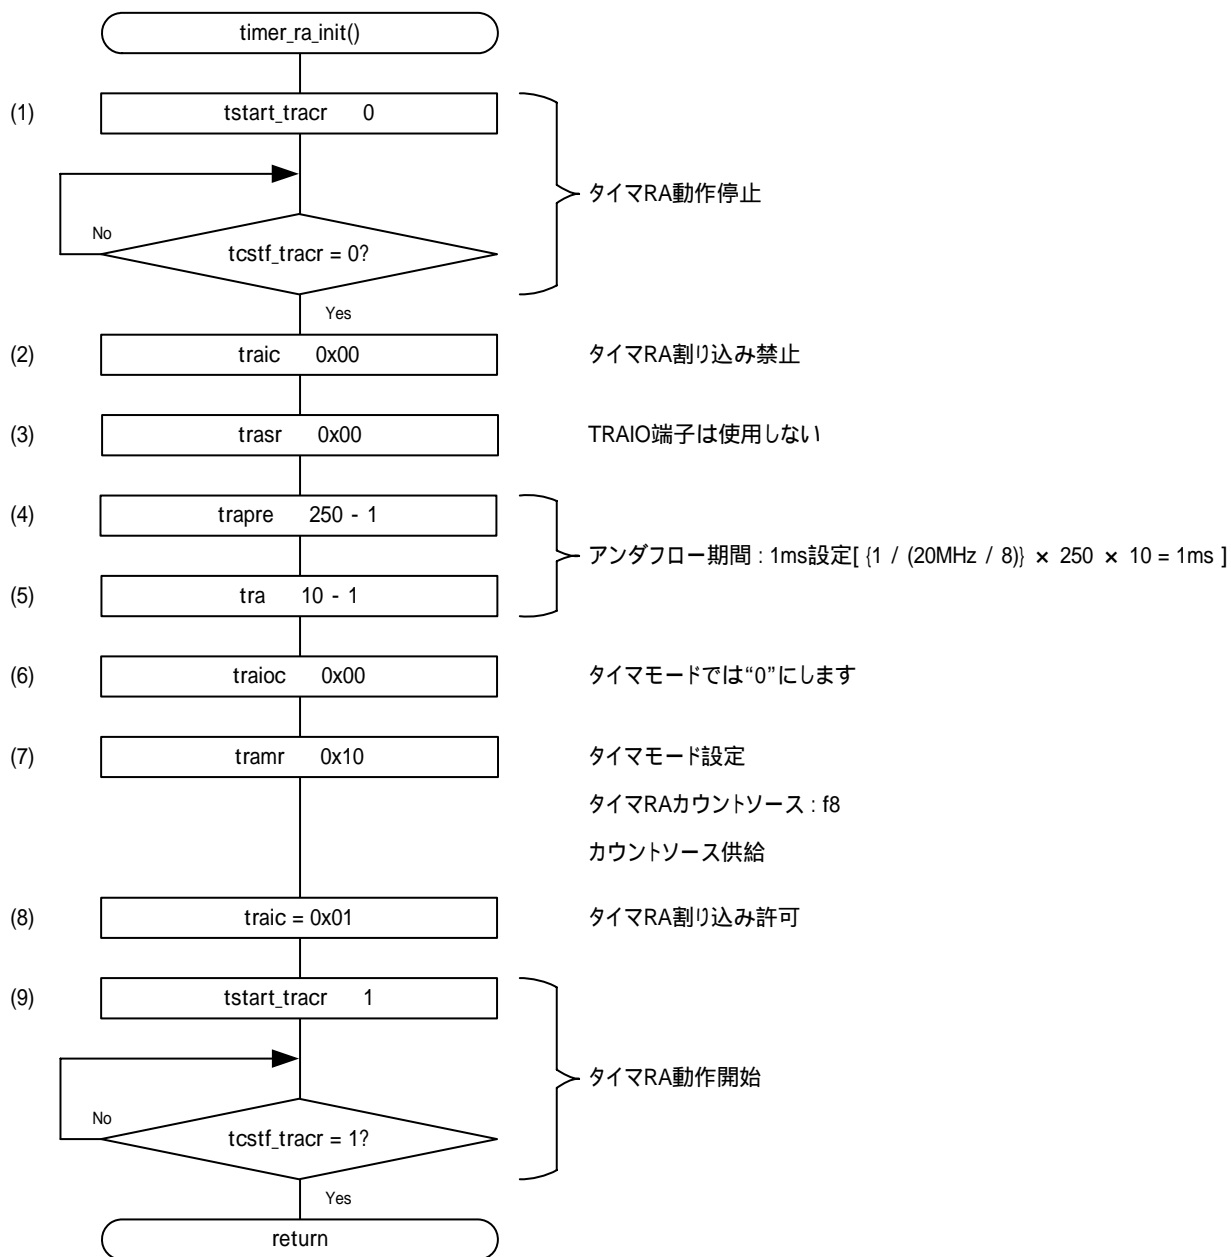 timer_ra_init()
(1) tstart_tracr 0
タイマRA動作停止
No
tcstf_tracr = 0?
Yes
(2) traic 0x00 タイマRA割り込み禁止
(3) trasr 0x00 TRAIO端子は使用しない
(4) trapre 250 - 1
アンダフロー期間 : 1ms設定[ {1 / (20MHz / 8)} × 250 × 10 = 1ms ]
(5) tra 10 - 1
(6) traioc 0x00 タイマモードでは“0”にします
(7) tramr 0x10 タイマモード設定
タイマRAカウントソース : f8
カウントソース供給
(8) traic = 0x01 タイマRA割り込み許可
(9) tstart_tracr 1
タイマRA動作開始
No
tcstf_tracr = 1?
Yes
return